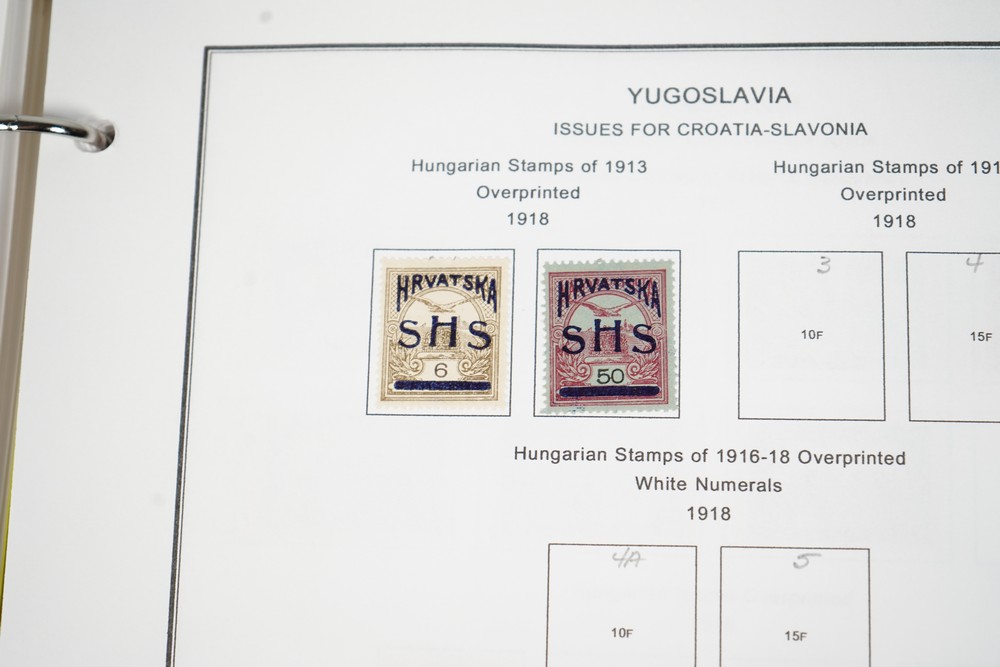 YUGOSLAVIA
ISSUES FOR CROATIA-SLAVONIA
Hungarian Stamps of 1913
Overprinted
1918
HRVATSKA
SHS
6
HRVATSKA
SHS
50
Hungarian Stamps of 191
Overprinted
1918
3
10F
4
15F
Hungarian Stamps of 1916-18 Overprinted
White Numerals
1918
4A
10F
5
15F